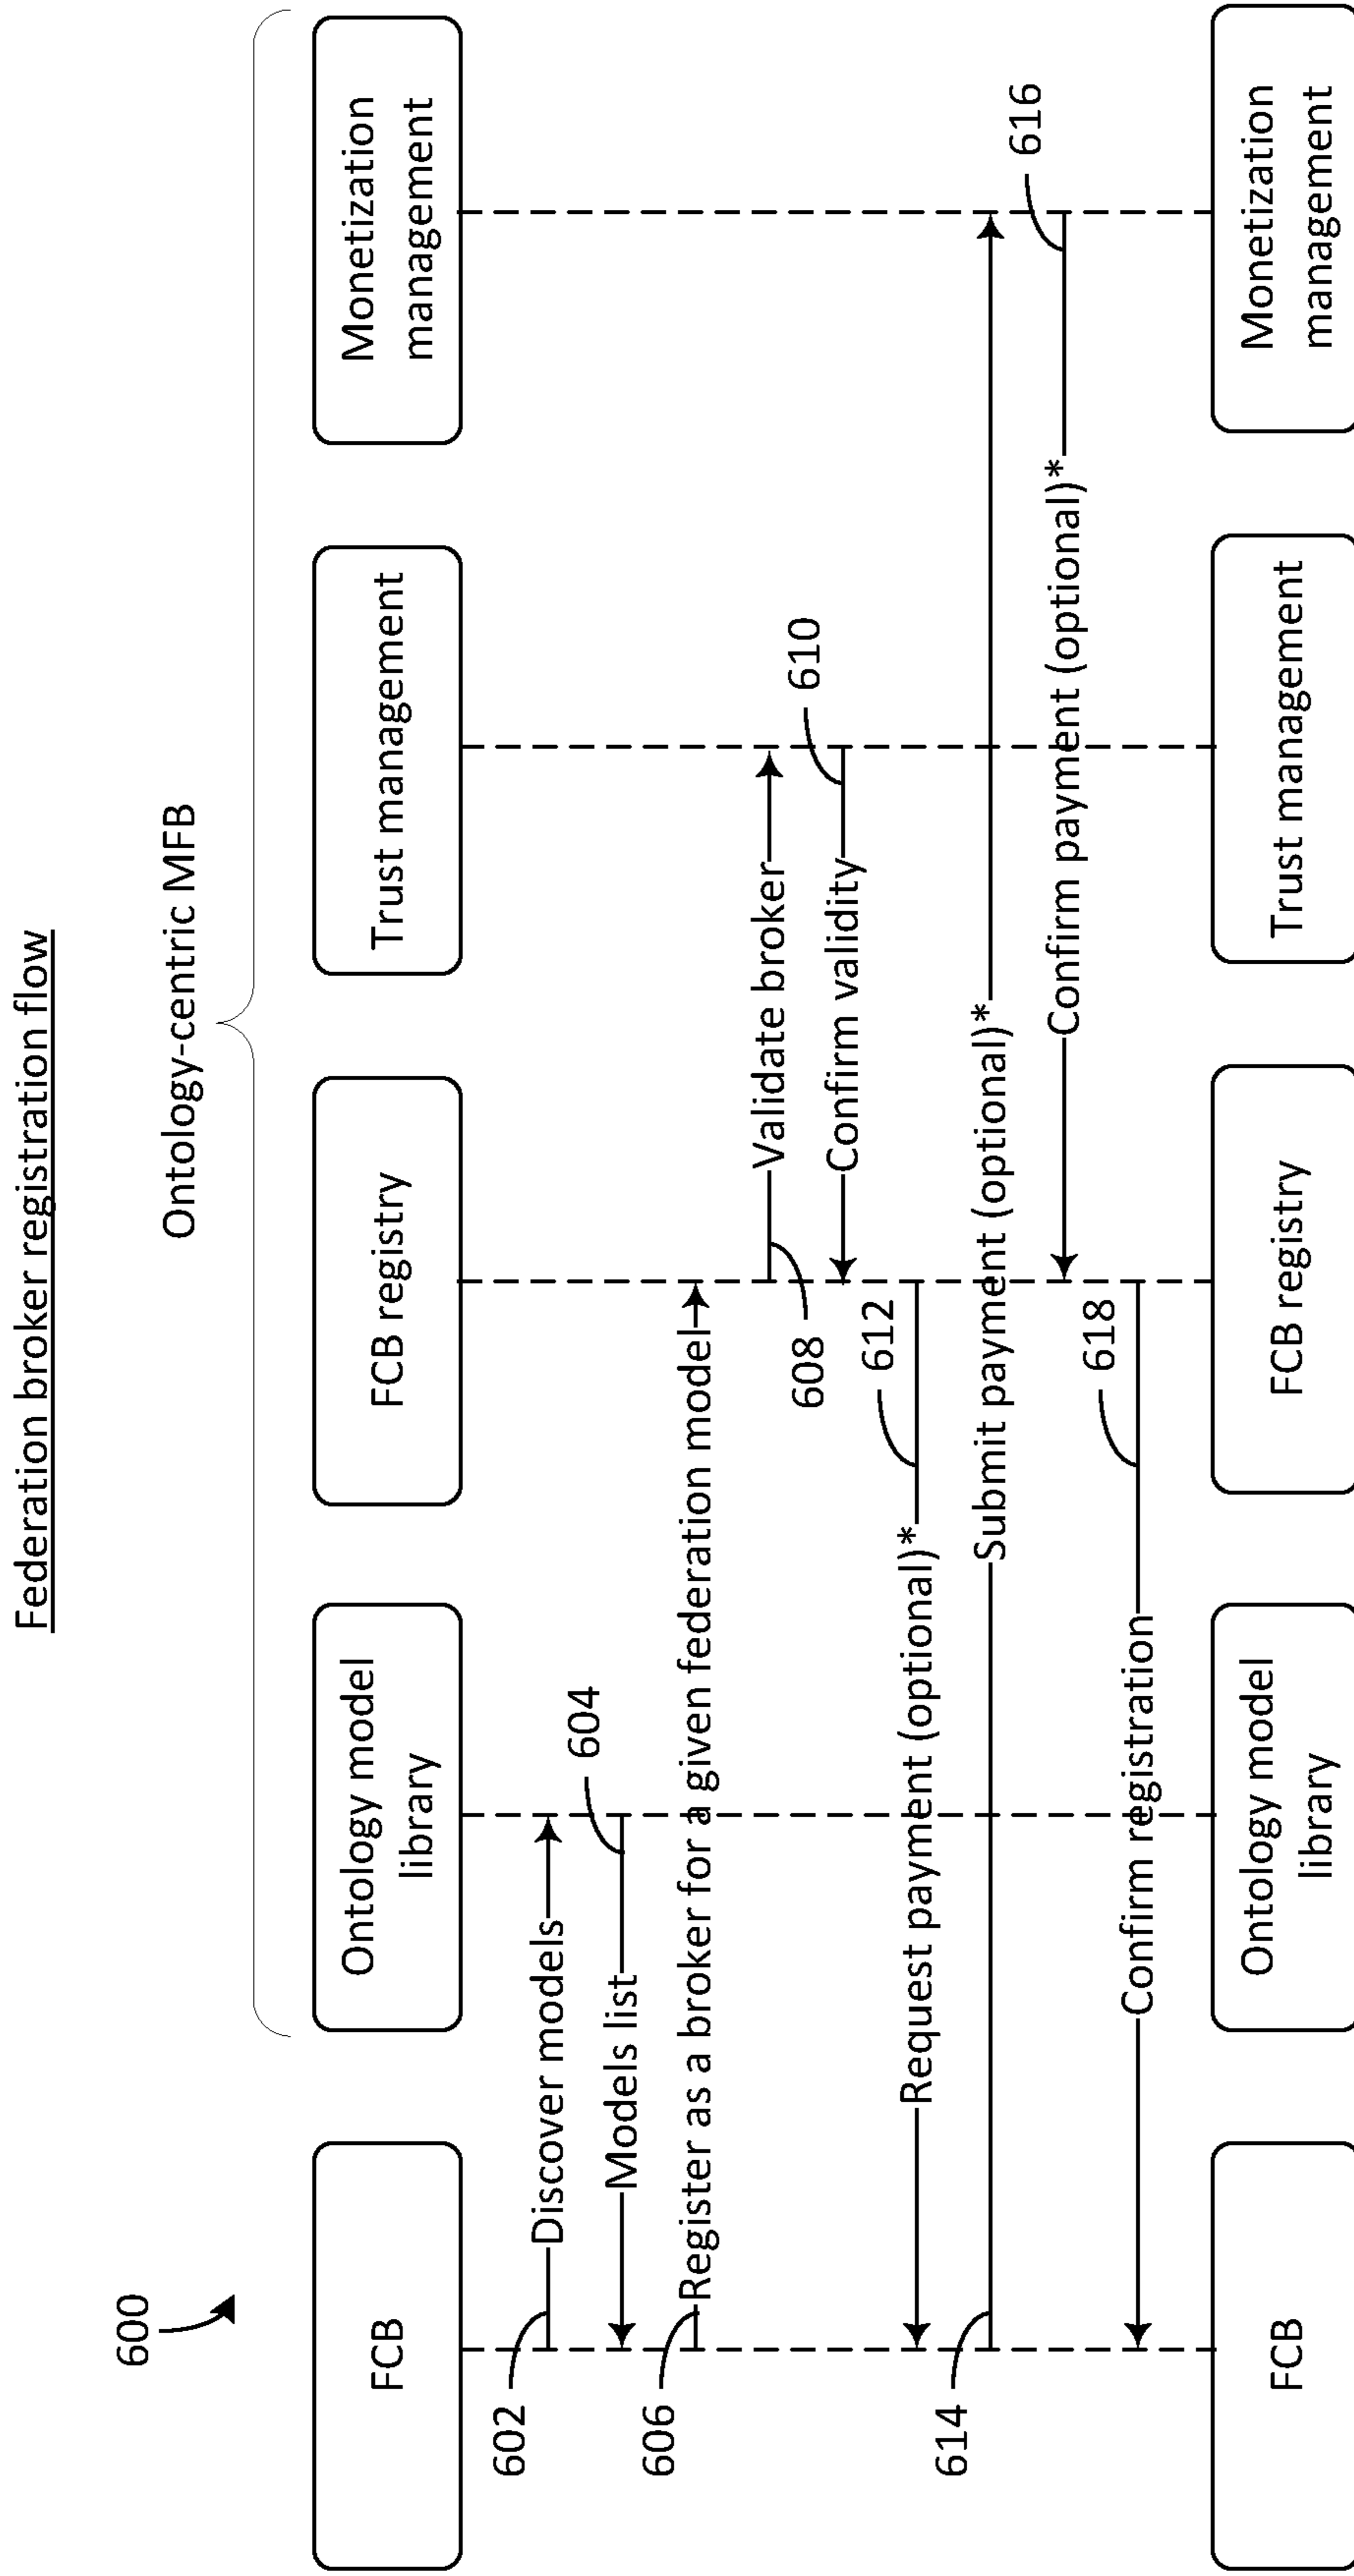 Federation broker registration flow
600
Ontology-centric MFB
FCB
Ontology model
library
FCB registry
Trust management
Monetization
management
602
Discover models
604
Models list
606
Register as a broker for a given federation model
Validate broker
608
610
Confirm validity
612
Request payment (optional)*
614
Submit payment (optional)*
616
Confirm payment (optional)*
618
Confirm registration
FCB
Ontology model
library
FCB registry
Trust management
Monetization
management